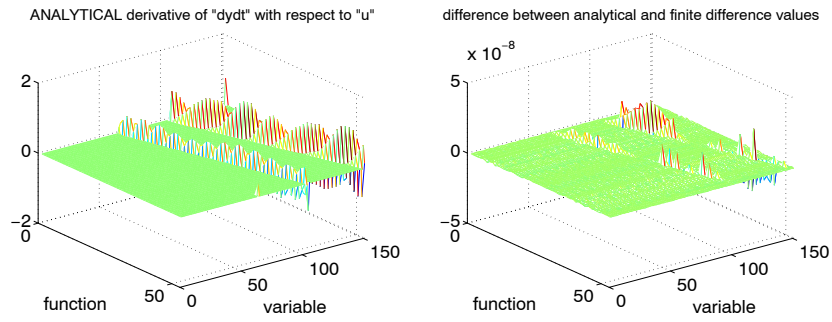 ANALYTICAL derivative of "dydt" with respect to "u"
2
0
−2
0
50
function
0
50
100
150
variable
difference between analytical and finite difference values
x 10−8
5
0
−5
0
50
function
0
50
100
150
variable